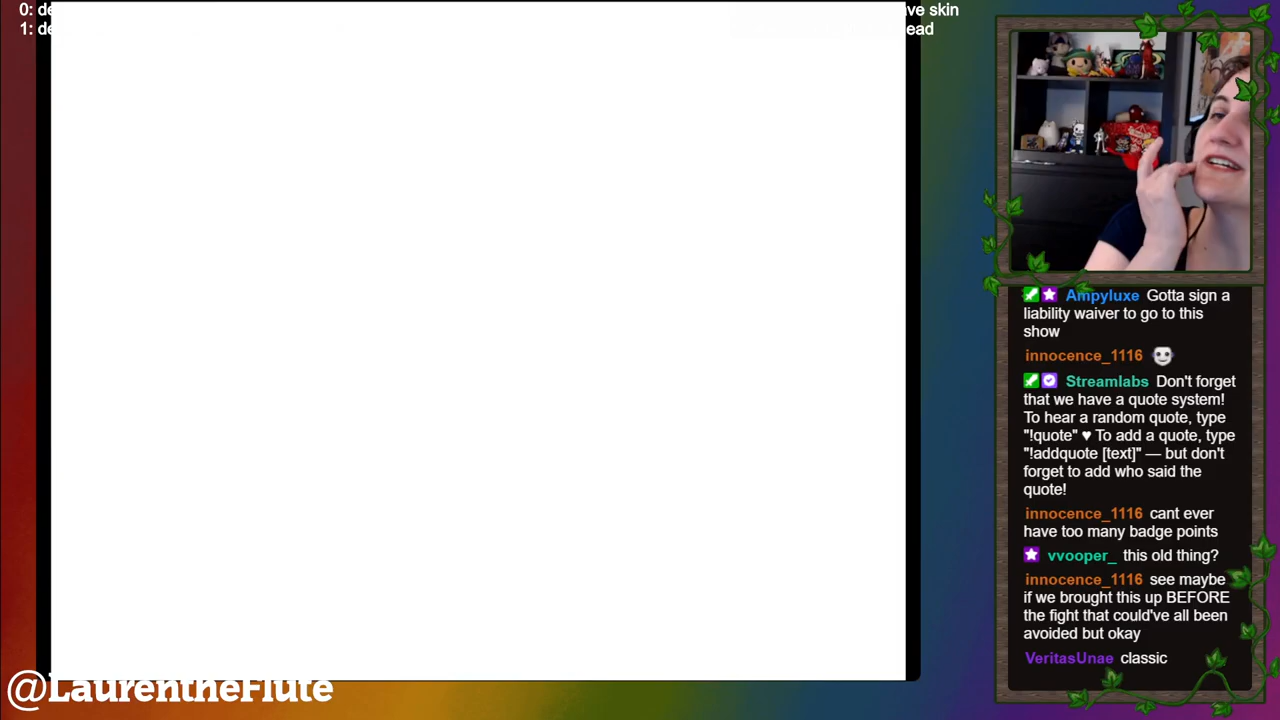 0: de
ve skin
1: de
ead
Ampyluxe Gotta sign a
liability waiver to go to this
show
innocence_1116
Streamlabs Don't forget
that we have a quote system!
To hear a random quote, type
"!quote" ♥ To add a quote, type
"!addquote [text]" — but don't
forget to add who said the
quote!
innocence_1116 cant ever
have too many badge points
vvooper_ this old thing?
innocence_1116 see maybe
if we brought this up BEFORE
the fight that could've all been
avoided but okay
VeritasUnae classic
@LaurentheFlute